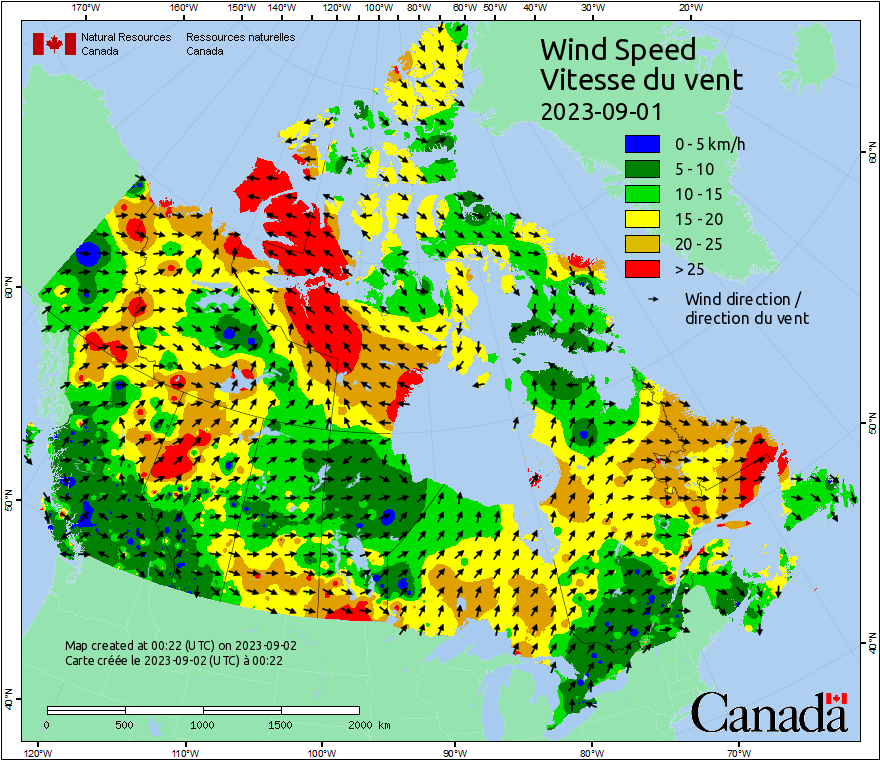 170°W 160°W 150°W 140°W 120°W 100°W 80°W 60°W 50°W 40°W 30°W 20°W
Natural Resources Ressources naturelles
Canada Canada
Wind Speed
Vitesse du vent
2023-09-01
0 - 5 km/h
5 - 10
10 - 15
15 - 20
20 - 25
> 25
Wind direction /
direction du vent
60°N 60°N
50°N 50°N
40°N 40°N
Map created at 00:22 (UTC) on 2023-09-02
Carte créée le 2023-09-02 (UTC) à 00:22
0 500 1000 1500 2000 km
Canada
120°W 110°W 100°W 90°W 80°W 70°W